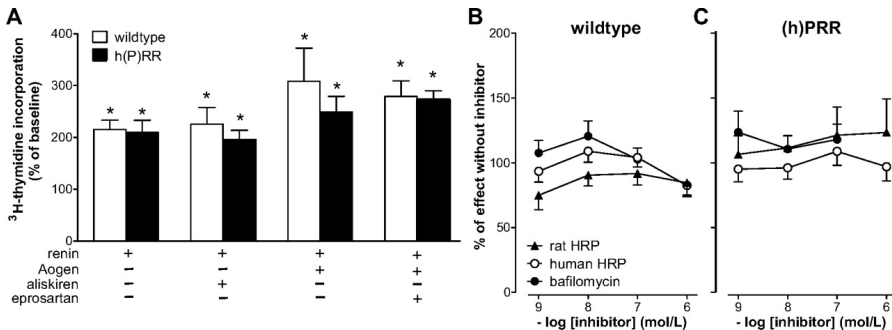 A
³H-thymidine incorporation
(% of baseline)
400
300
200
100
0
wildtype
h(P)RR
* * * * * * * *
renin + + + +
Aogen - - + +
aliskiren - + - -
eprosartan - - - +
B
wildtype
% of effect without inhibitor
200
150
100
50
0
rat HRP
human HRP
bafilomycin
9 8 7 6
- log [inhibitor] (mol/L)
C
(h)PRR
9 8 7 6
- log [inhibitor] (mol/L)